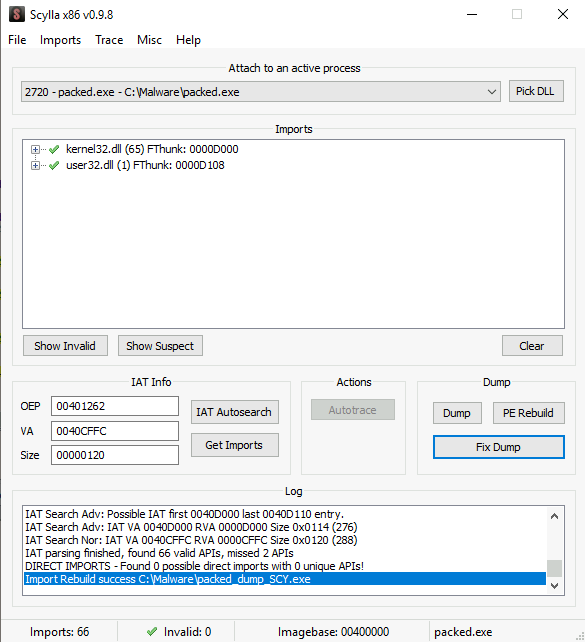 Scylla x86 v0.9.8
File Imports Trace Misc Help
Attach to an active process
2720 - packed.exe - C:\Malware\packed.exe
Pick DLL
Imports
kernel32.dll (65) FThunk: 0000D000
user32.dll (1) FThunk: 0000D108
Show Invalid Show Suspect Clear
IAT Info
OEP 00401262
VA 0040CFFC
Size 00000120
IAT Autosearch
Get Imports
Actions
Autotrace
Dump
Dump PE Rebuild
Fix Dump
Log
IAT Search Adv: Possible IAT first 0040D000 last 0040D110 entry.
IAT Search Adv: IAT VA 0040D000 RVA 0000D000 Size 0x0114 (276)
IAT Search Nor: IAT VA 0040CFFC RVA 0000CFFC Size 0x0120 (288)
IAT parsing finished, found 66 valid APIs, missed 2 APIs
DIRECT IMPORTS - Found 0 possible direct imports with 0 unique APIs!
Import Rebuild success C:\Malware\packed_dump_SCY.exe
Imports: 66 Invalid: 0 Imagebase: 00400000 packed.exe